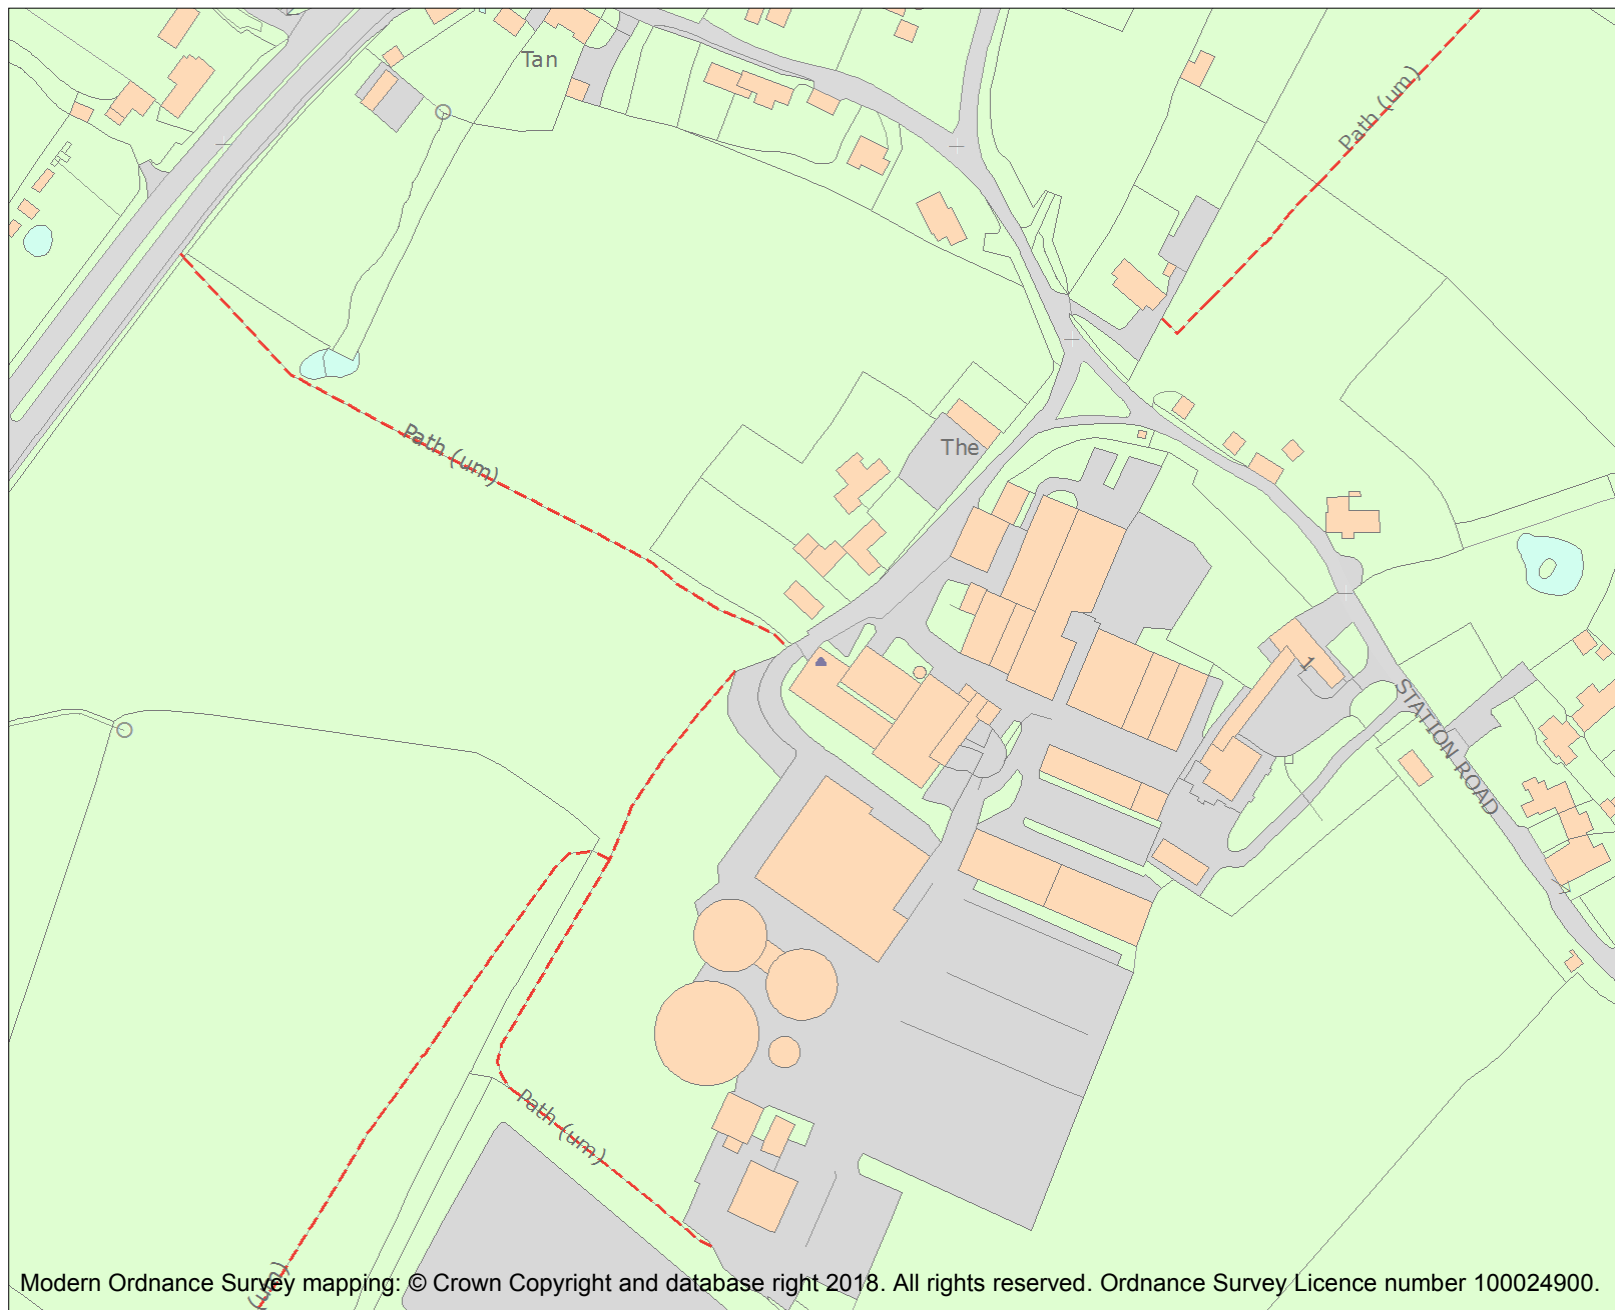 Tan
Path (um)
Path (um)
The
1
STATION ROAD
Path (um)
(um)
Modern Ordnance Survey mapping: © Crown Copyright and database right 2018. All rights reserved. Ordnance Survey Licence number 100024900.